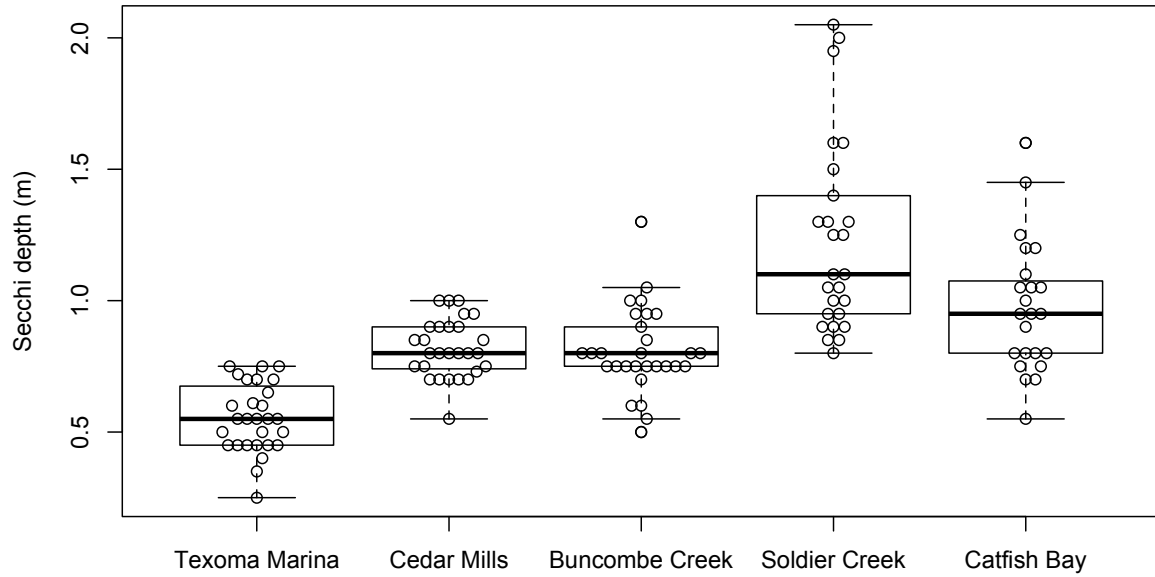 Secchi depth (m)
2.0
1.5
1.0
0.5
Texoma Marina Cedar Mills Buncombe Creek Soldier Creek Catfish Bay